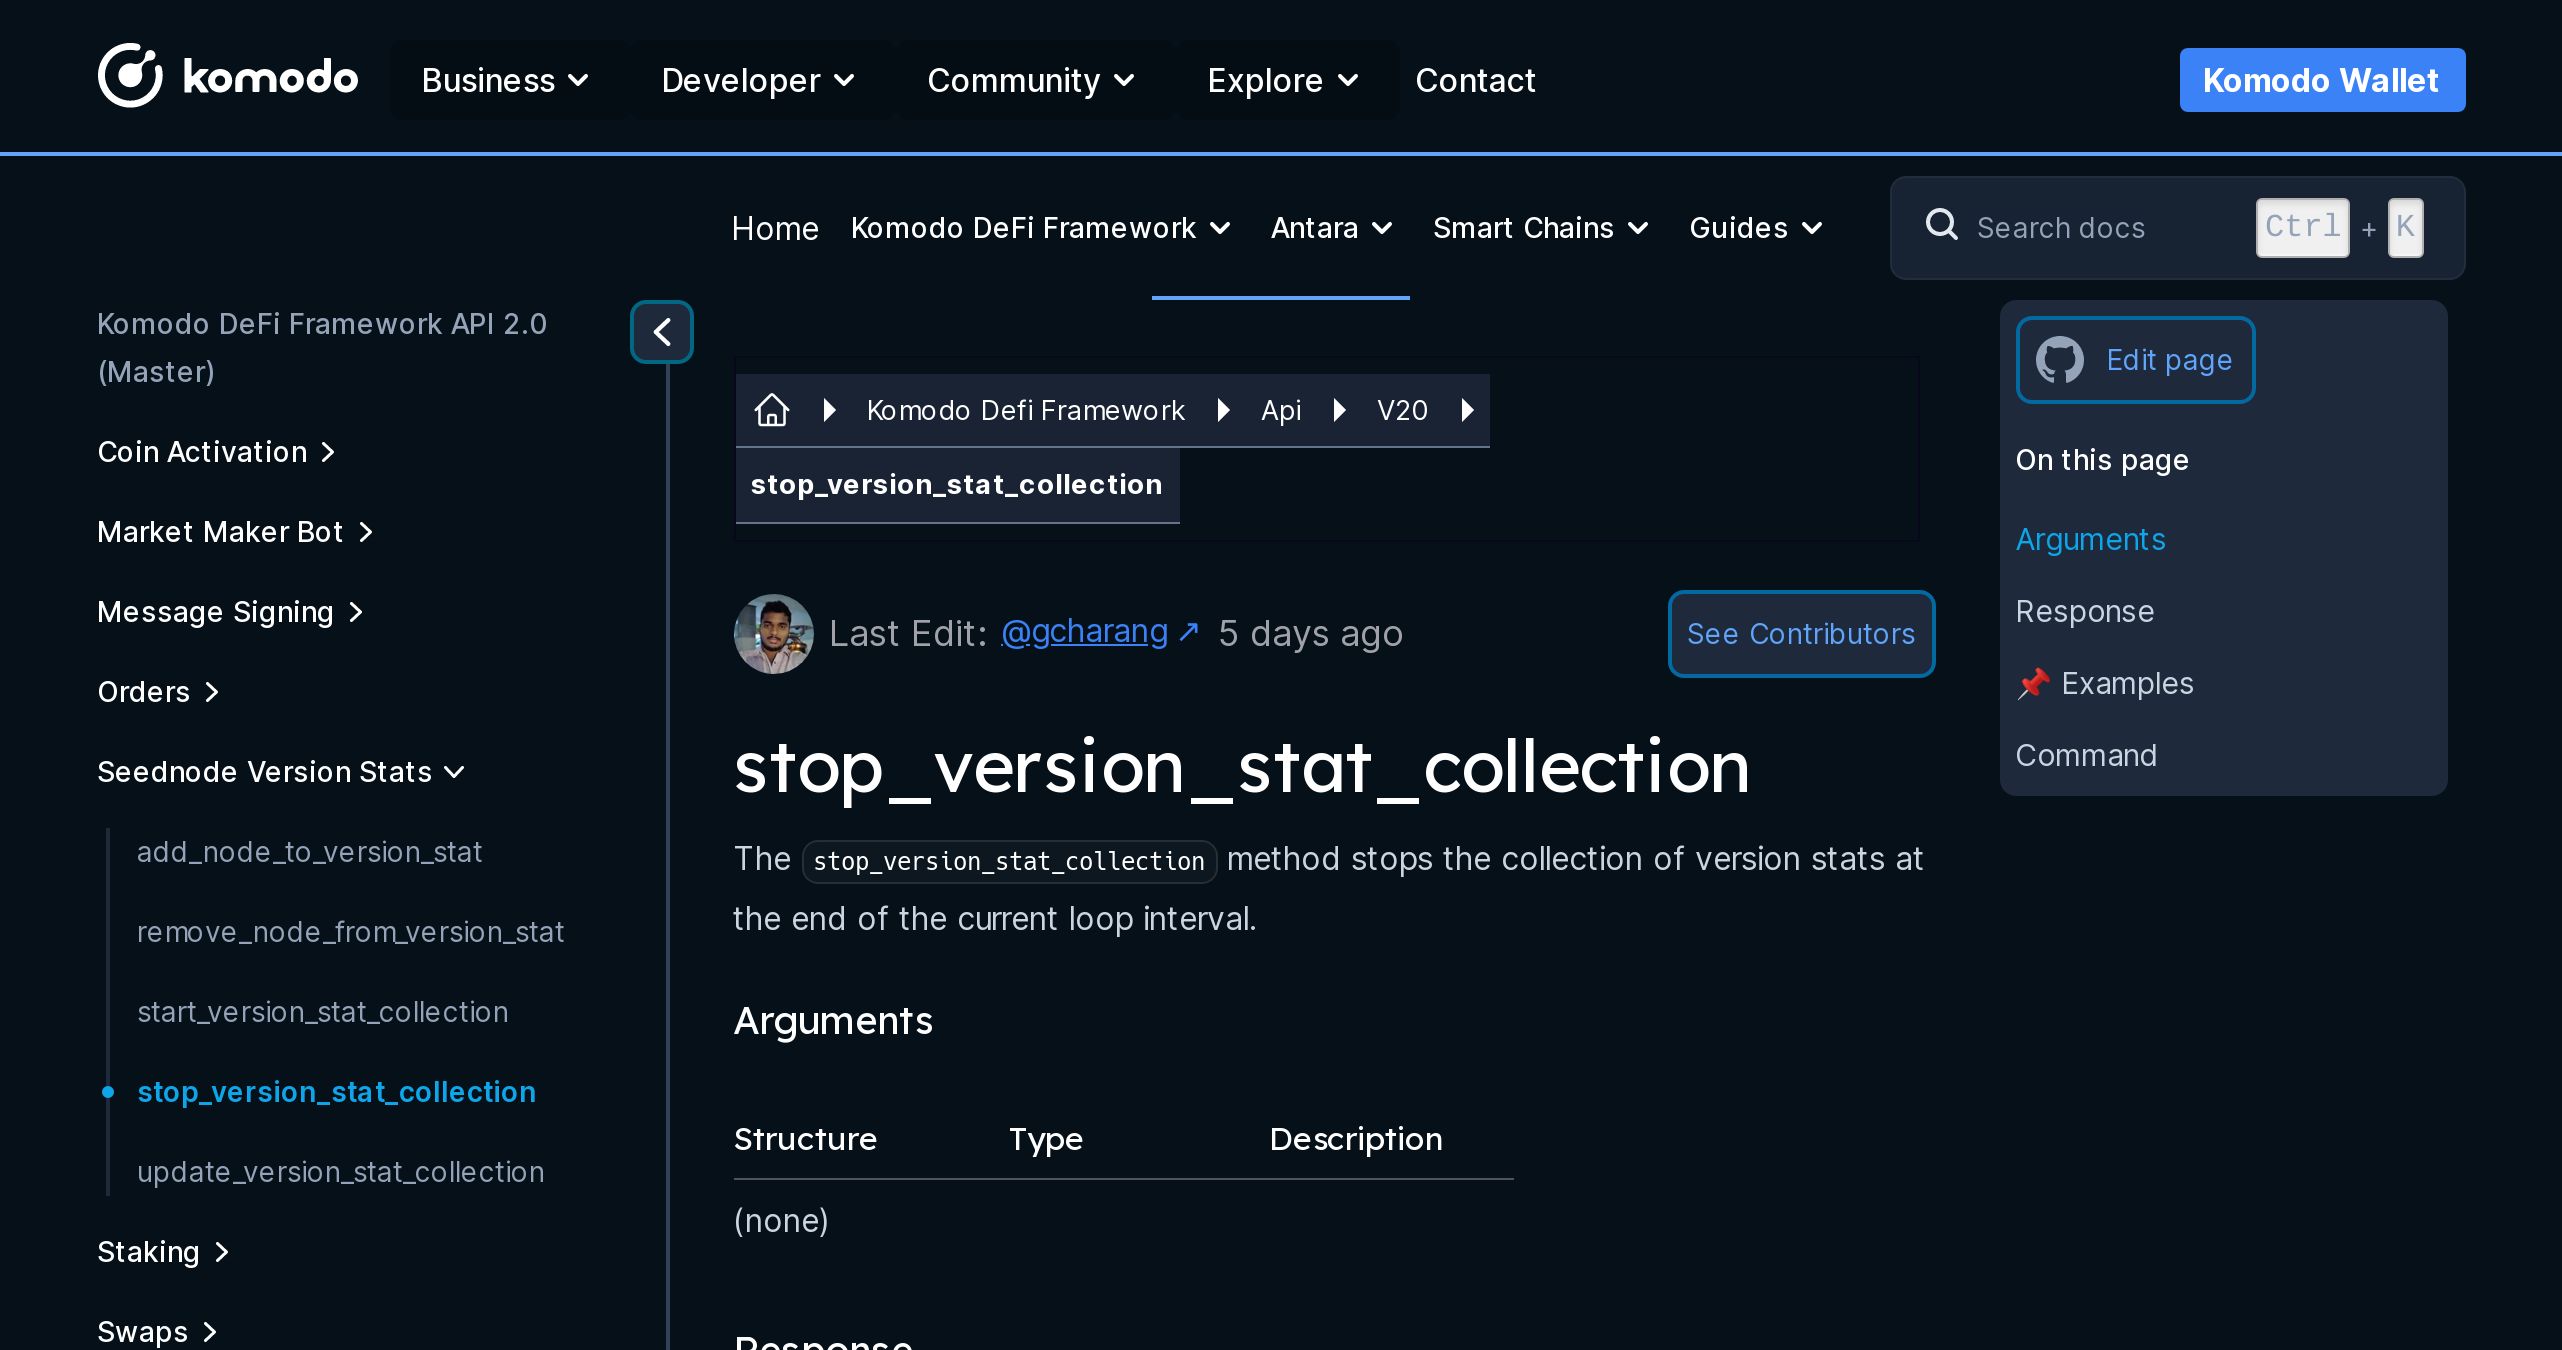 komodo
Business
Developer
Community
Explore
Contact
Komodo Wallet
Home
Komodo DeFi Framework
Antara
Smart Chains
Guides
Search docs
Ctrl + K
Komodo DeFi Framework API 2.0
(Master)
Coin Activation
Market Maker Bot
Message Signing
Orders
Seednode Version Stats
add_node_to_version_stat
remove_node_from_version_stat
start_version_stat_collection
stop_version_stat_collection
update_version_stat_collection
Staking
Swaps
Komodo Defi Framework
Api
V20
stop_version_stat_collection
Last Edit: @gcharang ↗ 5 days ago
See Contributors
stop_version_stat_collection
The stop_version_stat_collection method stops the collection of version stats at
the end of the current loop interval.
Arguments
Structure Type Description
(none)
Response
Edit page
On this page
Arguments
Response
📌 Examples
Command